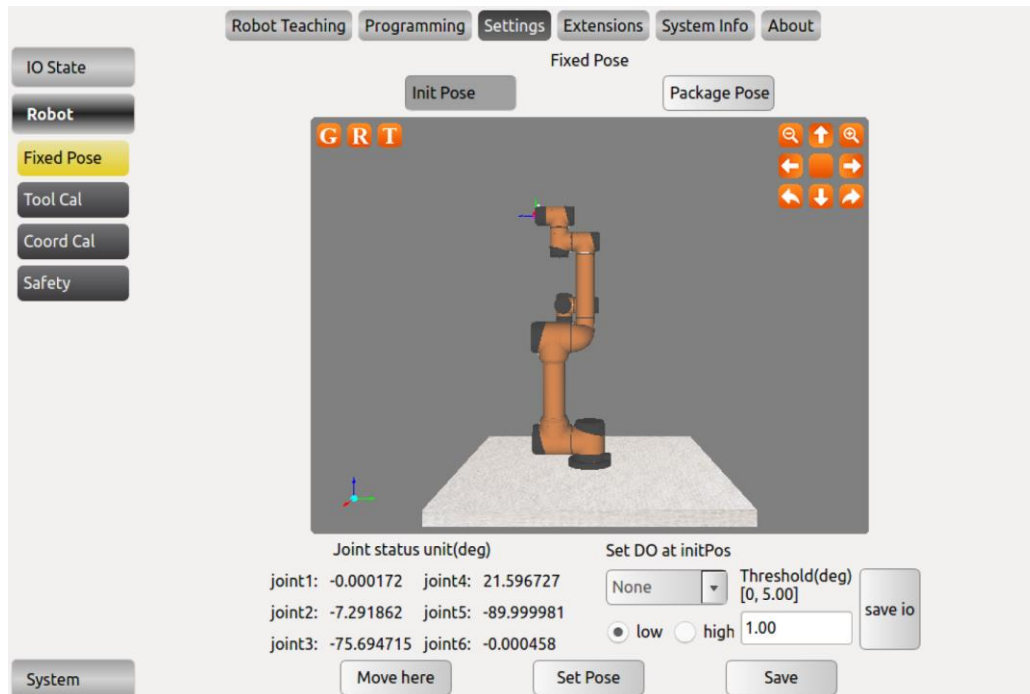 Robot Teaching Programming Settings Extensions System Info About
IO State
Robot
Fixed Pose
Tool Cal
Coord Cal
Safety
System
Fixed Pose
Init Pose Package Pose
G R T
Joint status unit(deg)
joint1: -0.000172 joint4: 21.596727
joint2: -7.291862 joint5: -89.999981
joint3: -75.694715 joint6: -0.000458
Set DO at initPos
None
low high
Threshold(deg)
[0, 5.00]
1.00
save io
Move here Set Pose Save